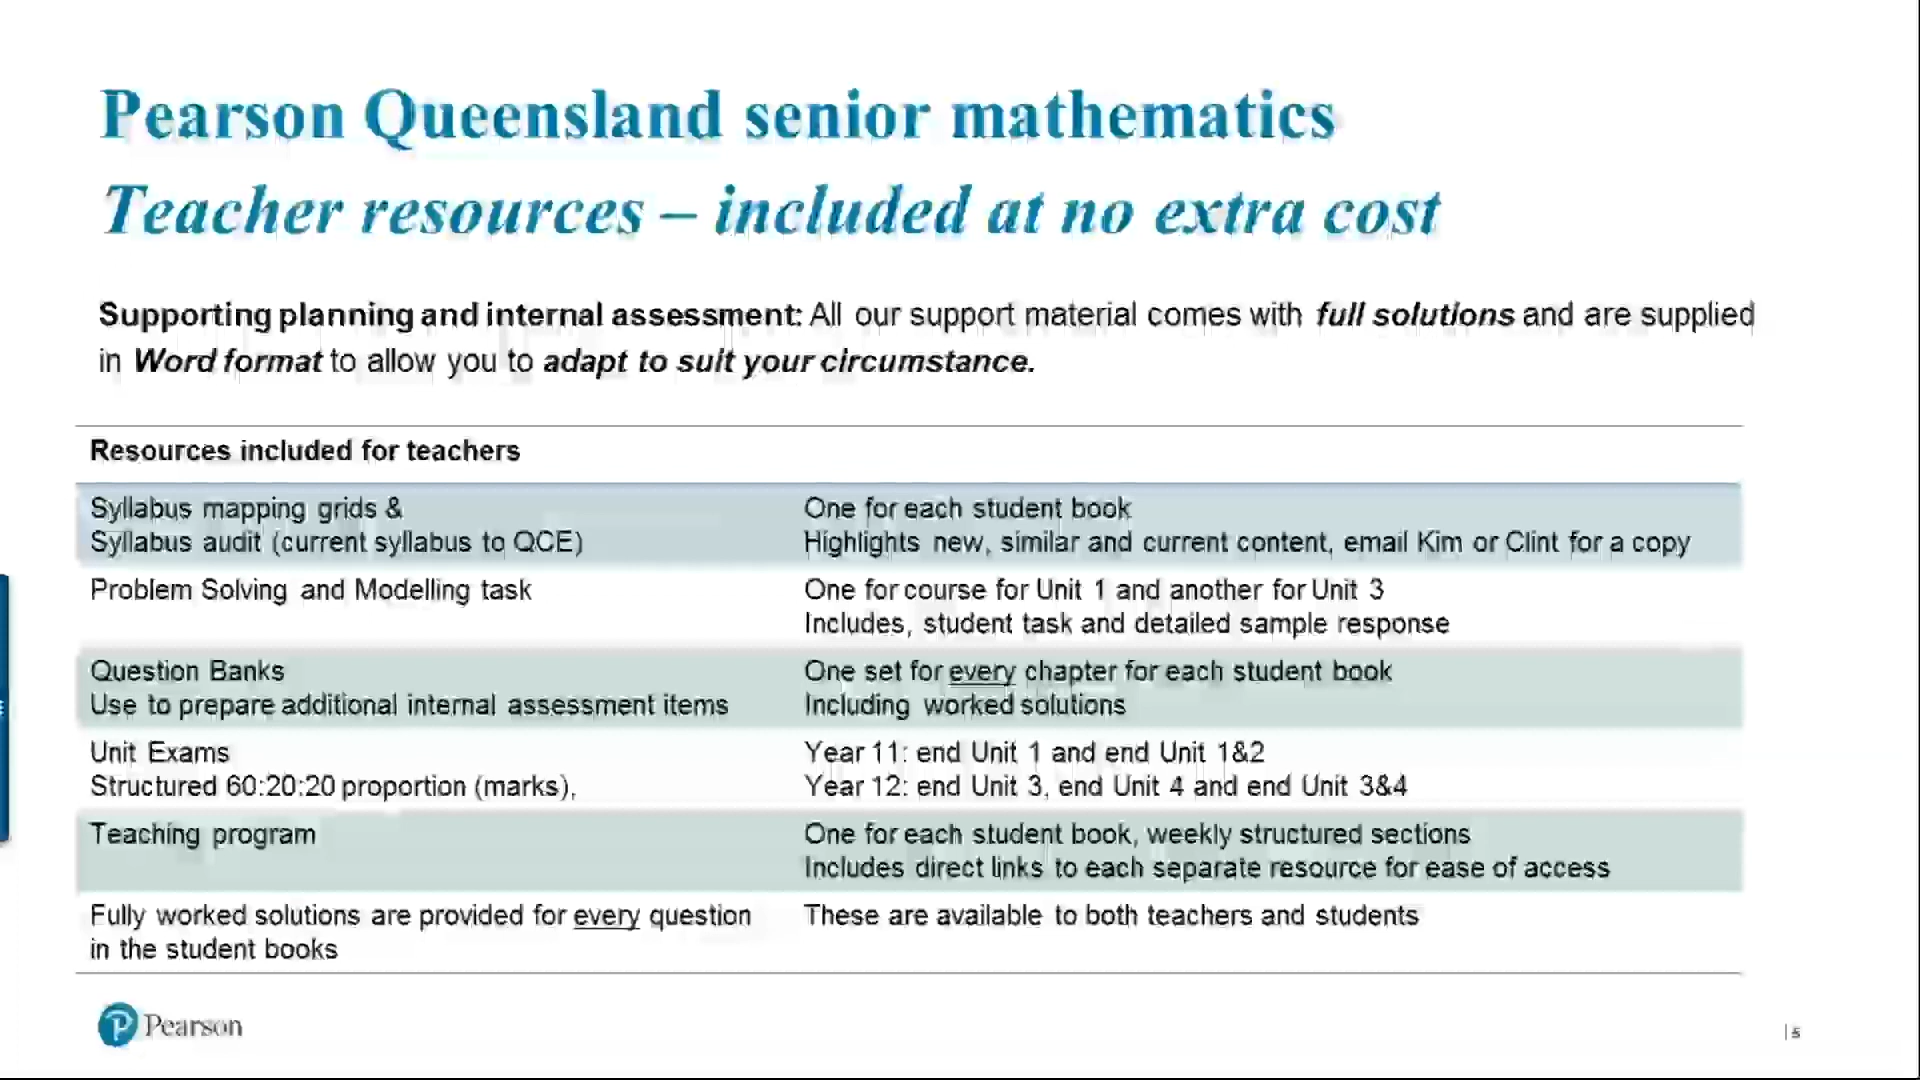 Pearson Queensland senior mathematics
Teacher resources – included at no extra cost
Supporting planning and internal assessment: All our support material comes with full solutions and are supplied
in Word format to allow you to adapt to suit your circumstance.
Resources included for teachers
Syllabus mapping grids &
Syllabus audit (current syllabus to QCE)
One for each student book
Highlights new, similar and current content, email Kim or Clint for a copy
Problem Solving and Modelling task
One for course for Unit 1 and another for Unit 3
Includes, student task and detailed sample response
Question Banks
Use to prepare additional internal assessment items
One set for every chapter for each student book
Including worked solutions
Unit Exams
Structured 60:20:20 proportion (marks),
Year 11: end Unit 1 and end Unit 1&2
Year 12: end Unit 3, end Unit 4 and end Unit 3&4
Teaching program
One for each student book, weekly structured sections
Includes direct links to each separate resource for ease of access
Fully worked solutions are provided for every question
in the student books
These are available to both teachers and students
Pearson
| 5